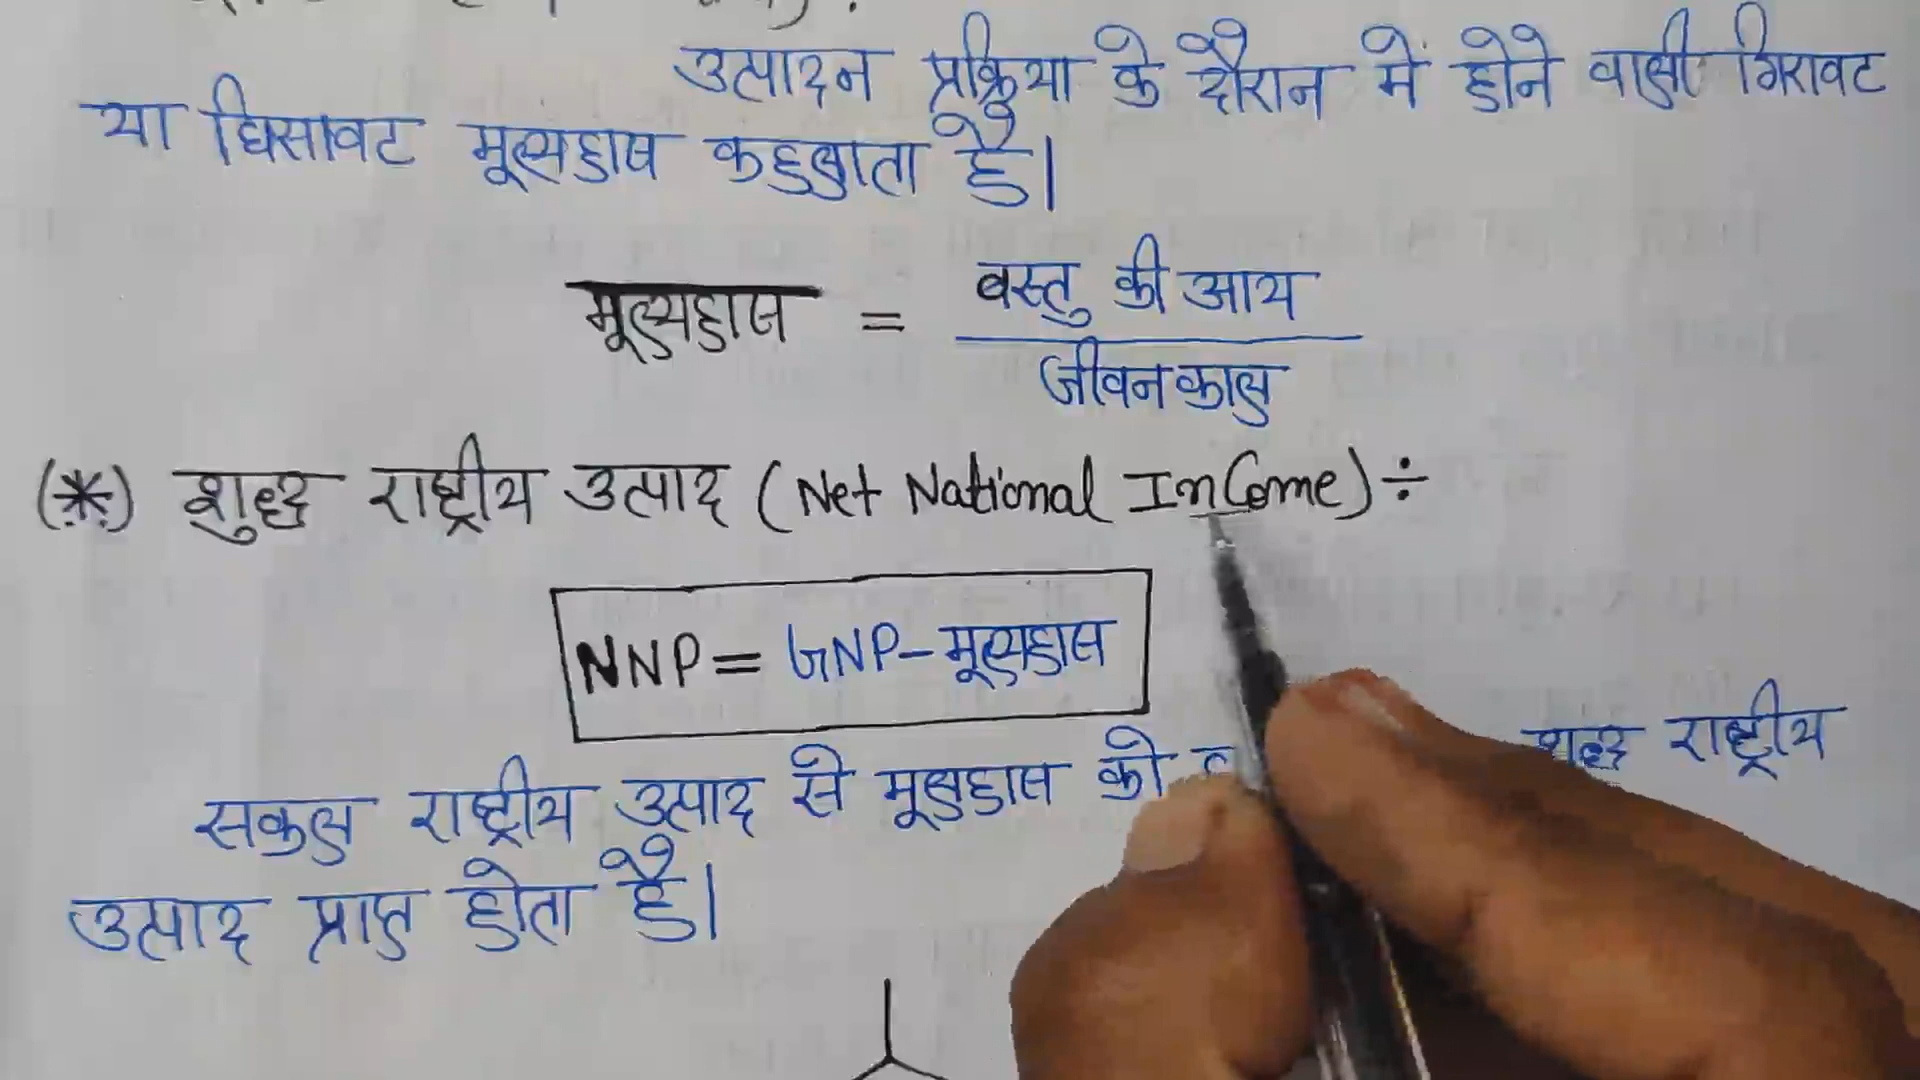 उत्पादन प्रक्रिया के दौरान में होने वाली गिरावट
या घिसावट मूल्यह्रास कहलाता है।
मूल्यह्रास = वस्तु की आय
जीवनकाल
(*) शुद्ध राष्ट्रीय उत्पाद (Net National InCome) ÷
NNP = GNP - मूल्यह्रास
सकल राष्ट्रीय उत्पाद से मूल्यह्रास को शुद्ध राष्ट्रीय
उत्पाद प्राप्त होता है।